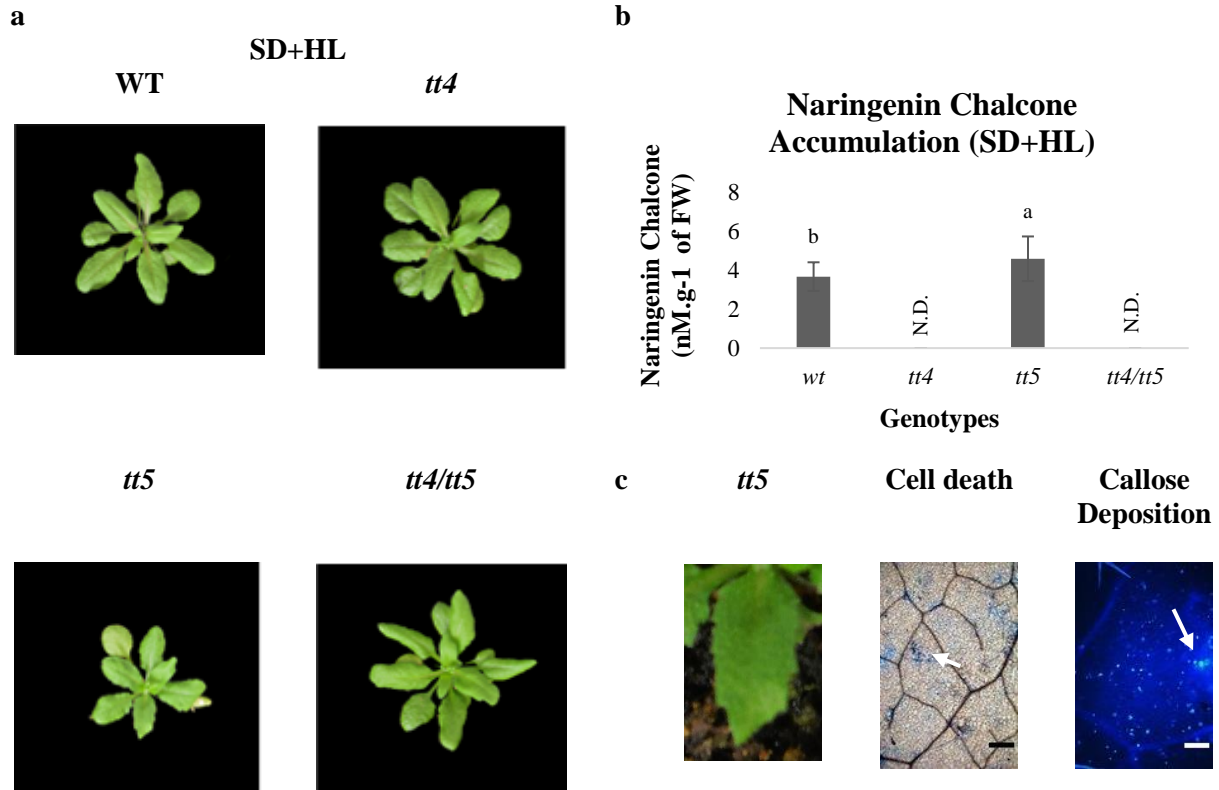 a
SD+HL
WT
tt4
tt5
tt4/tt5
b
Naringenin Chalcone
Accumulation (SD+HL)
Naringenin Chalcone
(nM.g-1 of FW)
8
6
4
2
0
b
N.D.
a
N.D.
wt
tt4
tt5
tt4/tt5
Genotypes
c
tt5
Cell death
Callose
Deposition